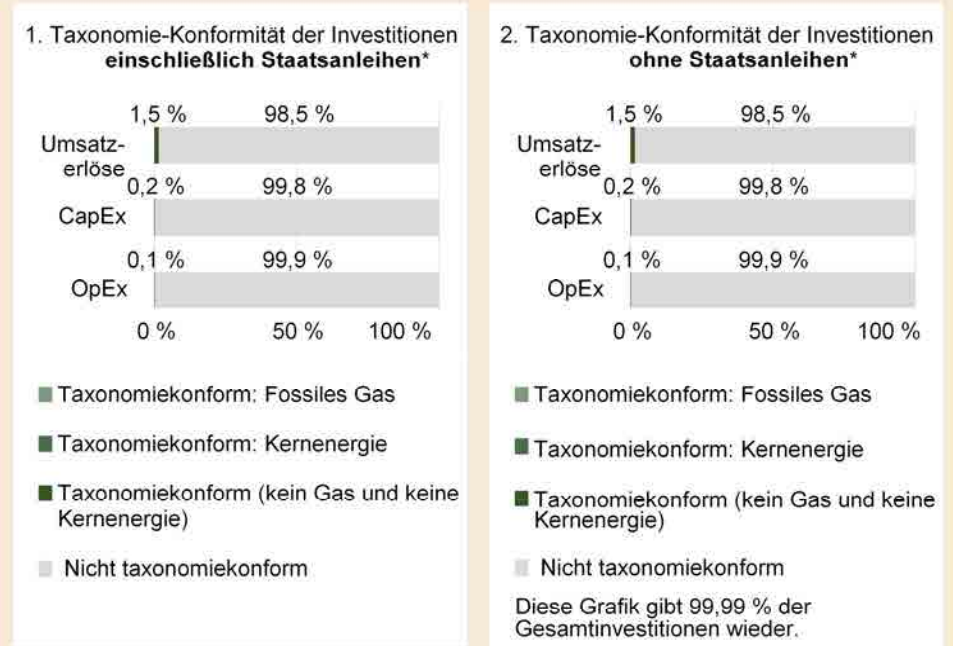 1. Taxonomie-Konformität der Investitionen
einschließlich Staatsanleihen*
1,5 % 98,5 %
Umsatz-
erlöse
0,2 % 99,8 %
CapEx
0,1 % 99,9 %
OpEx
0 % 50 % 100 %
Taxonomiekonform: Fossiles Gas
Taxonomiekonform: Kernenergie
Taxonomiekonform (kein Gas und keine
Kernenergie)
Nicht taxonomiekonform
2. Taxonomie-Konformität der Investitionen
ohne Staatsanleihen*
1,5 % 98,5 %
Umsatz-
erlöse
0,2 % 99,8 %
CapEx
0,1 % 99,9 %
OpEx
0 % 50 % 100 %
Taxonomiekonform: Fossiles Gas
Taxonomiekonform: Kernenergie
Taxonomiekonform (kein Gas und keine
Kernenergie)
Nicht taxonomiekonform
Diese Grafik gibt 99,99 % der
Gesamtinvestitionen wieder.